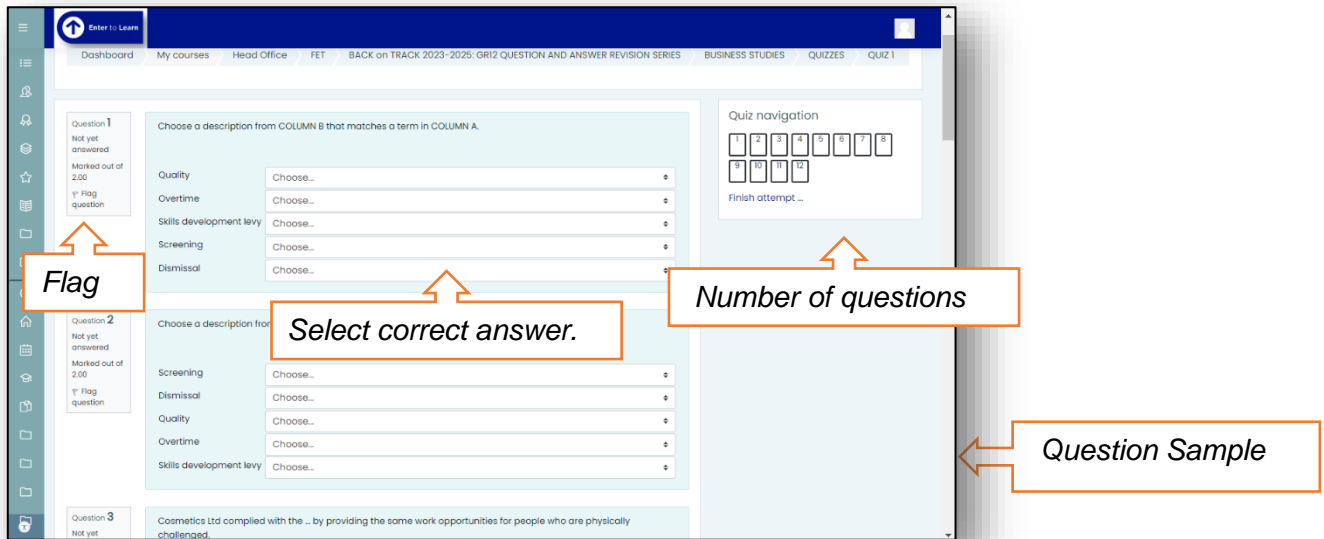 Enter to Learn
Dashboard My courses Head Office FET BACK on TRACK 2023-2025: GR12 QUESTION AND ANSWER REVISION SERIES BUSINESS STUDIES QUIZZES QUIZ 1
Question 1
Not yet
answered
Marked out of
2.00
Flag
question
Choose a description from COLUMN B that matches a term in COLUMN A.
Quality Choose...
Overtime Choose...
Skills development levy Choose...
Screening Choose...
Dismissal Choose...
Quiz navigation
1 2 3 4 5 6 7 8
9 10 11 12
Finish attempt ...
Flag
Select correct answer.
Number of questions
Question 2
Not yet
answered
Marked out of
2.00
Flag
question
Choose a description from
Screening Choose...
Dismissal Choose...
Quality Choose...
Overtime Choose...
Skills development levy Choose...
Question Sample
Question 3
Not yet
Cosmetics Ltd complied with the ... by providing the same work opportunities for people who are physically
challenged.